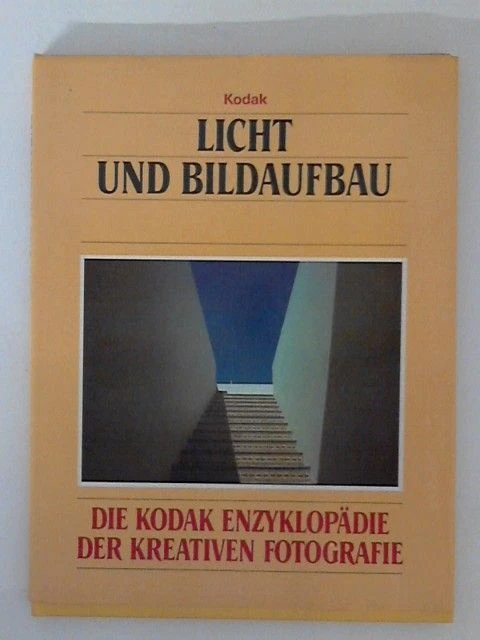 Kodak
LICHT
UND BILDAUFBAU
DIE KODAK ENZYKLOPÄDIE
DER KREATIVEN FOTOGRAFIE